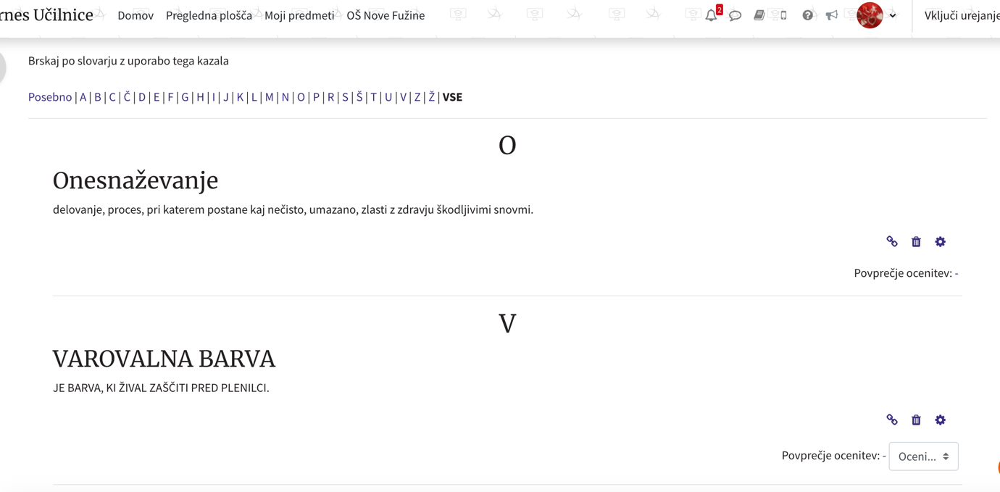 rnes Učilnice Domov Pregledna plošča Moji predmeti OŠ Nove Fužine 2 Vključi urejanje
Brskaj po slovarju z uporabo tega kazala
Posebno | A | B | C | Č | D | E | F | G | H | I | J | K | L | M | N | O | P | R | S | Š | T | U | V | Z | Ž | VSE
O
Onesnaževanje
delovanje, proces, pri katerem postane kaj nečisto, umazano, zlasti z zdravju škodljivimi snovmi.
Povprečje ocenitev: -
V
VAROVALNA BARVA
JE BARVA, KI ŽIVAL ZAŠČITI PRED PLENILCI.
Povprečje ocenitev: - Oceni...